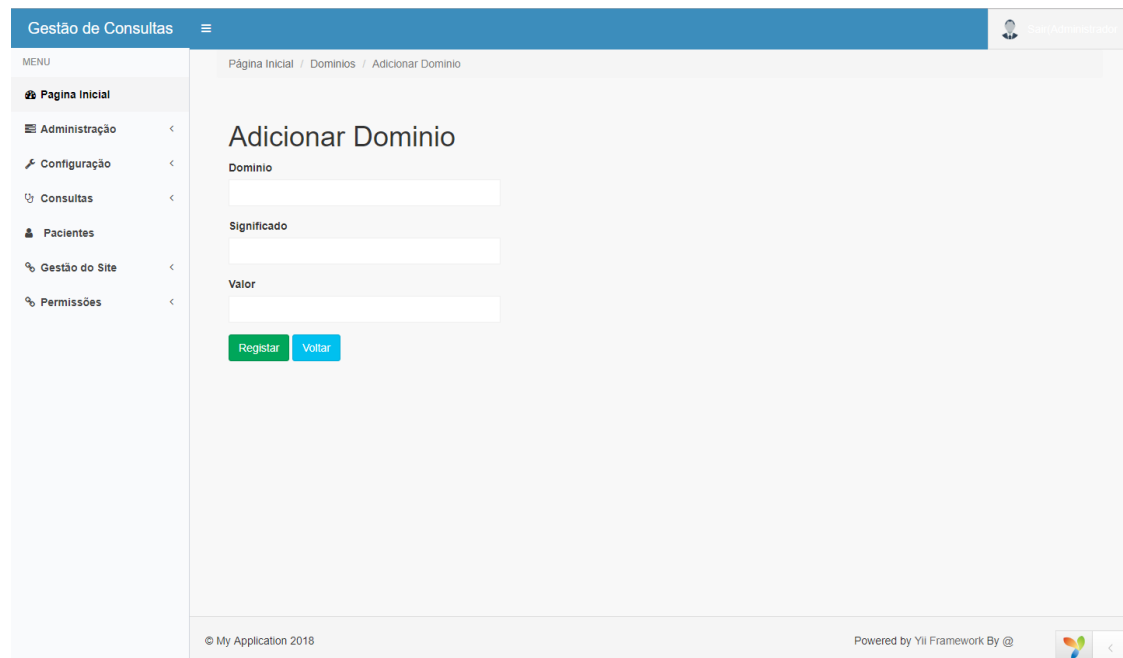 Gestão de Consultas
MENU
Pagina Inicial
Administração
Configuração
Consultas
Pacientes
Gestão do Site
Permissões
Página Inicial / Dominios / Adicionar Dominio
Adicionar Dominio
Dominio
Significado
Valor
Registar Voltar
© My Application 2018
Powered by Yii Framework By @